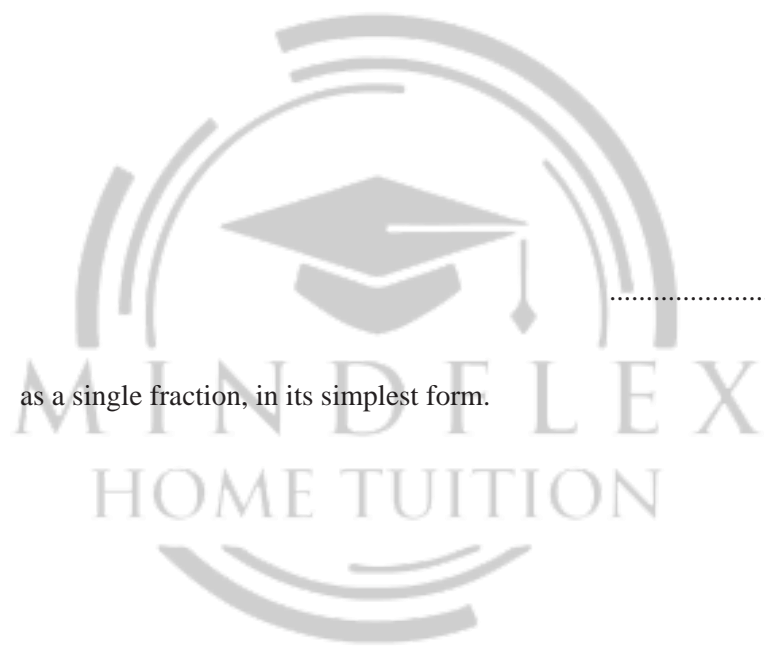 ......................
as a single fraction, in its simplest form.
MINDFLEX
HOME TUITION